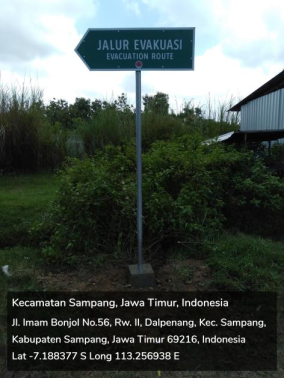 JALUR EVAKUASI
EVACUATION ROUTE
Kecamatan Sampang, Jawa Timur, Indonesia
Jl. Imam Bonjol No.56, Rw. II, Dalpenang, Kec. Sampang,
Kabupaten Sampang, Jawa Timur 69216, Indonesia
Lat -7.188377 S Long 113.256938 E